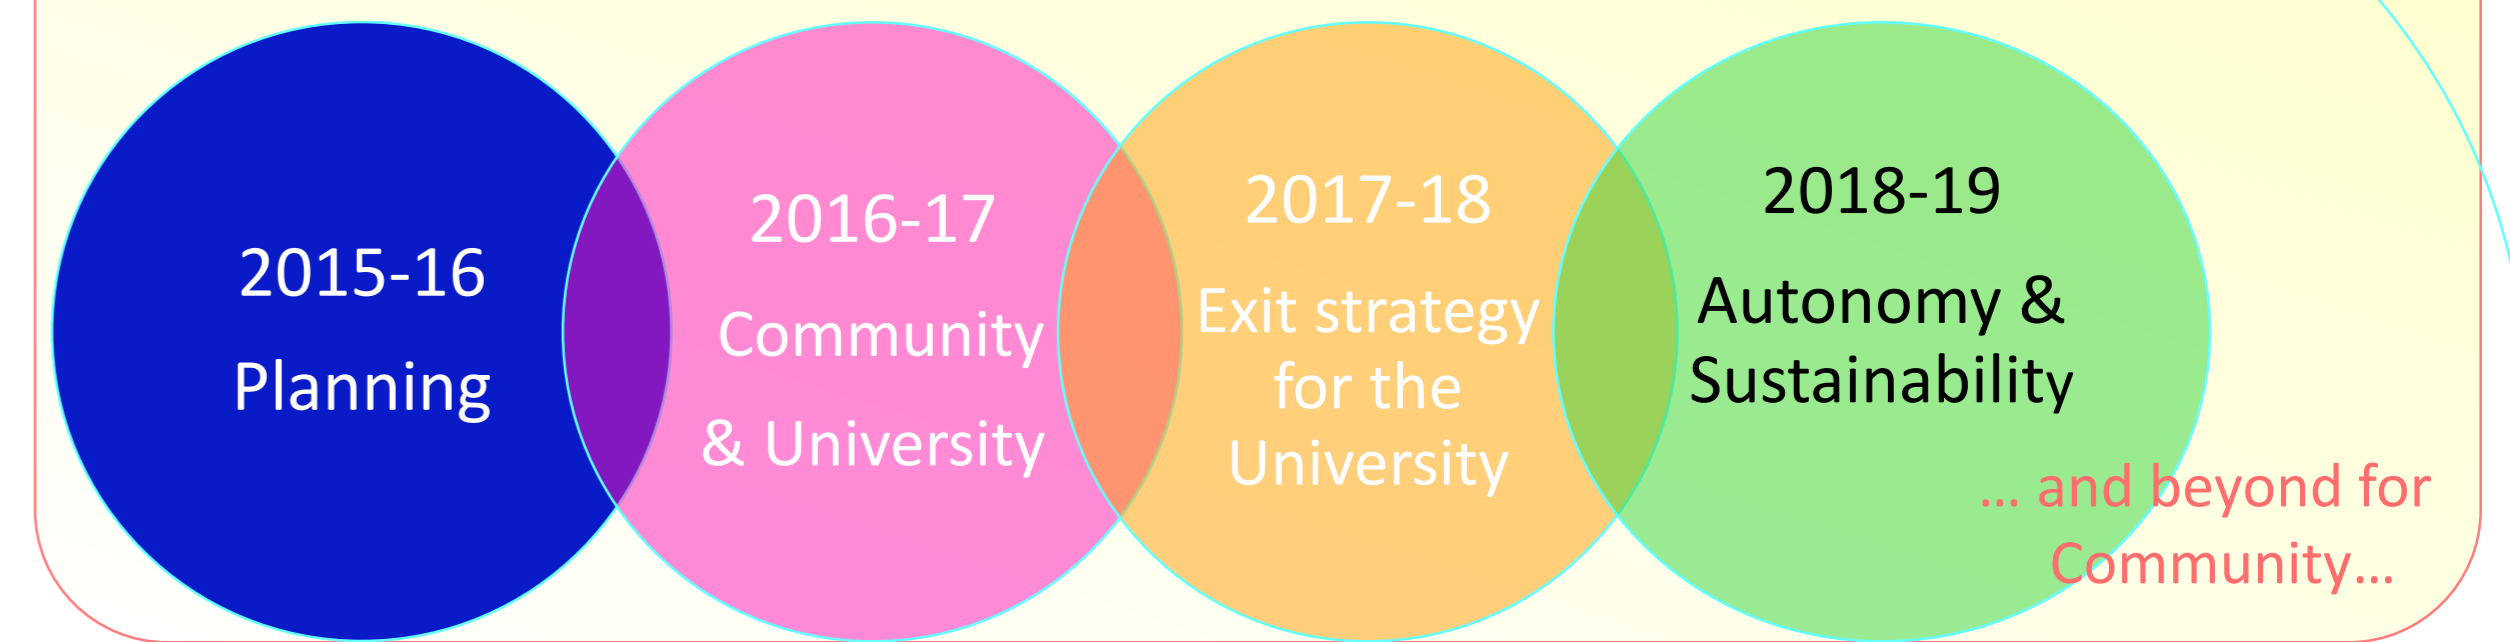 2015-16
Planning
2016-17
Community
& University
2017-18
Exit strategy
for the
University
2018-19
Autonomy &
Sustainability
... and beyond for
Community...